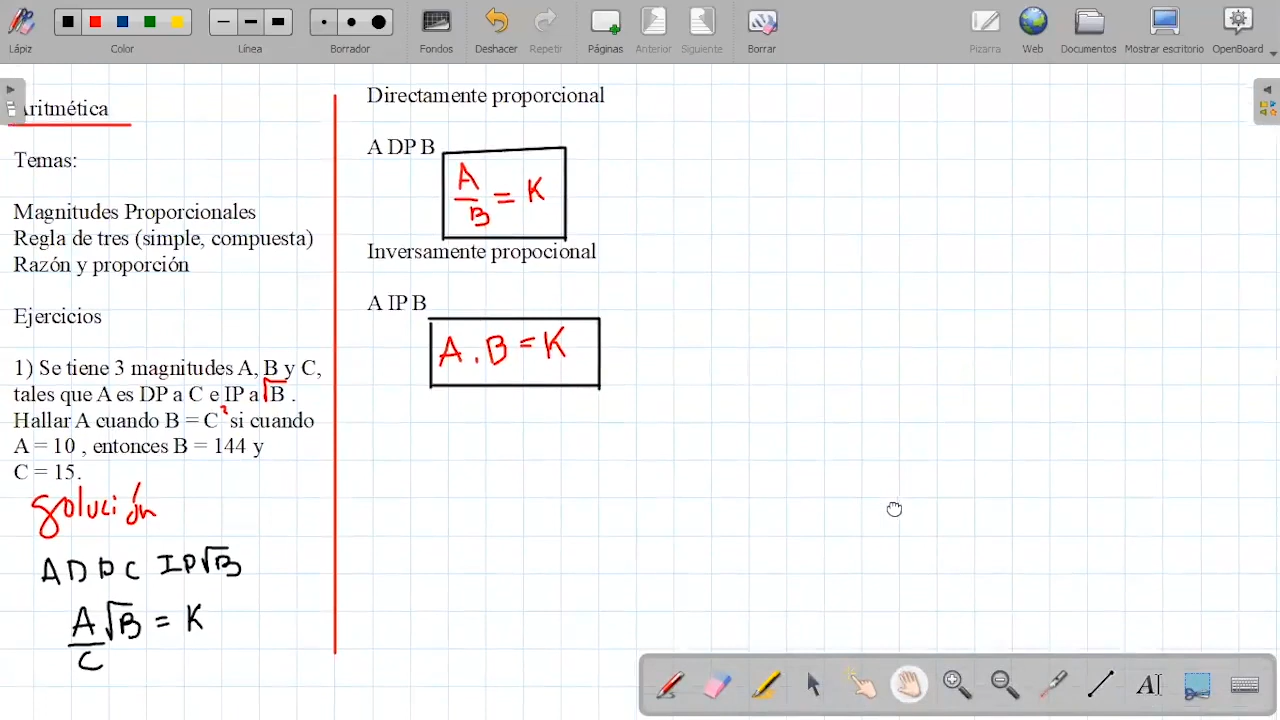 Lápiz
Color
Línea
Borrador
Fondos
Deshacer
Repetir
Páginas
Anterior
Siguiente
Borrar
Pizarra
Web
Documentos
Mostrar escritorio
OpenBoard
Aritmética
Temas:
Magnitudes Proporcionales
Regla de tres (simple, compuesta)
Razón y proporción
Ejercicios
1) Se tiene 3 magnitudes A, B y C,
tales que A es DP a C e IP a √B .
Hallar A cuando B = C² si cuando
A = 10 , entonces B = 144 y
C = 15.
Solución
A D P C IP √B
A√B/C = K
Directamente proporcional
A DP B
A/B = K
Inversamente propocional
A IP B
A . B = K
A